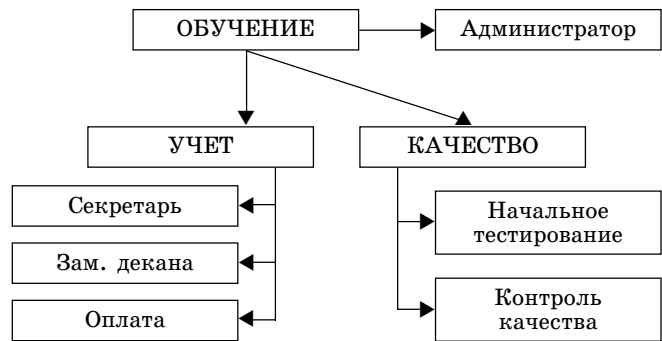 ОБУЧЕНИЕ
Администратор
УЧЕТ
КАЧЕСТВО
Секретарь
Зам. декана
Оплата
Начальное
тестирование
Контроль
качества